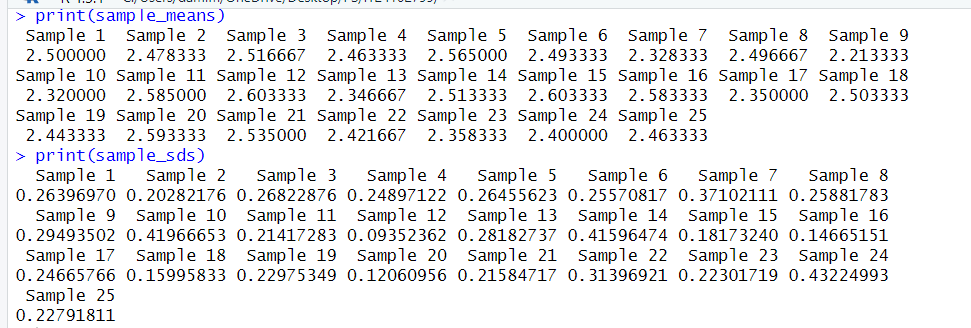 > print(sample_means)
Sample 1 Sample 2 Sample 3 Sample 4 Sample 5 Sample 6 Sample 7 Sample 8 Sample 9
2.500000 2.478333 2.516667 2.463333 2.565000 2.493333 2.328333 2.496667 2.213333
Sample 10 Sample 11 Sample 12 Sample 13 Sample 14 Sample 15 Sample 16 Sample 17 Sample 18
2.320000 2.585000 2.603333 2.346667 2.513333 2.603333 2.583333 2.350000 2.503333
Sample 19 Sample 20 Sample 21 Sample 22 Sample 23 Sample 24 Sample 25
2.443333 2.593333 2.535000 2.421667 2.358333 2.400000 2.463333
> print(sample_sds)
Sample 1 Sample 2 Sample 3 Sample 4 Sample 5 Sample 6 Sample 7 Sample 8
0.26396970 0.20282176 0.26822876 0.24897122 0.26455623 0.25570817 0.37102111 0.25881783
Sample 9 Sample 10 Sample 11 Sample 12 Sample 13 Sample 14 Sample 15 Sample 16
0.29493502 0.41966653 0.21417283 0.09352362 0.28182737 0.41596474 0.18173240 0.14665151
Sample 17 Sample 18 Sample 19 Sample 20 Sample 21 Sample 22 Sample 23 Sample 24
0.24665766 0.15995833 0.22975349 0.12060956 0.21584717 0.31396921 0.22301719 0.43224993
Sample 25
0.22791811